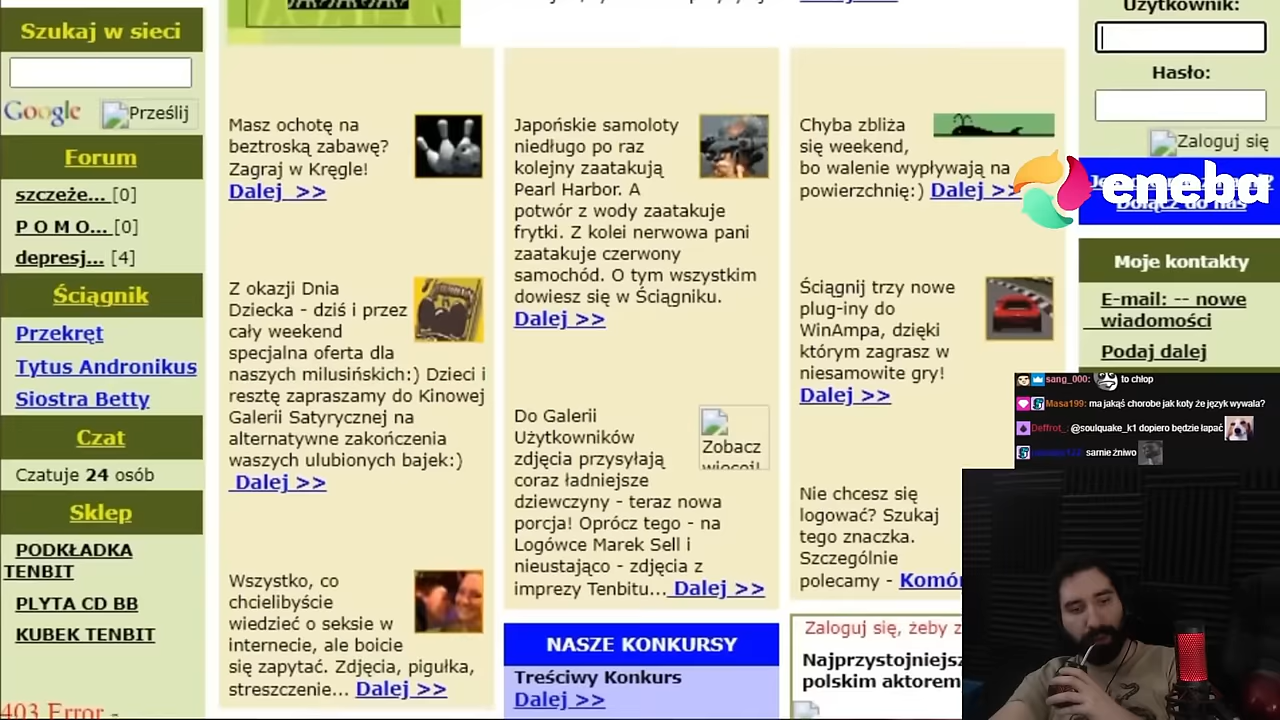 Szukaj w sieci
Google
Prześlij
Forum
szczeże... [0]
P O M O... [0]
depresj... [4]
Ściągnik
Przekręt
Tytus Andronikus
Siostra Betty
Czat
Czatuje 24 osób
Sklep
PODKŁADKA
TENBIT
PLYTA CD BB
KUBEK TENBIT
403 Error -
Masz ochotę na
beztroską zabawę?
Zagraj w Kręgle!
Dalej >>
Z okazji Dnia
Dziecka - dziś i przez
cały weekend
specjalna oferta dla
naszych milusińskich:) Dzieci i
resztę zapraszamy do Kinowej
Galerii Satyrycznej na
alternatywne zakończenia
waszych ulubionych bajek:)
Dalej >>
Wszystko, co
chcielibyście
wiedzieć o seksie w
internecie, ale boicie
się zapytać. Zdjęcia, pigułka,
streszczenie... Dalej >>
Japońskie samoloty
niedługo po raz
kolejny zaatakują
Pearl Harbor. A
potwór z wody zaatakuje
frytki. Z kolei nerwowa pani
zaatakuje czerwony
samochód. O tym wszystkim
dowiesz się w Ściągniku.
Dalej >>
Do Galerii
Użytkowników
zdjęcia przysyłają
coraz ładniejsze
dziewczyny - teraz nowa
porcja! Oprócz tego - na
Logówce Marek Sell i
nieustająco - zdjęcia z
imprezy Tenbitu... Dalej >>
Zobacz
więcej!
NASZE KONKURSY
Treściwy Konkurs
Dalej >>
Chyba zbliża
się weekend,
bo walenie wypływają na
powierzchnię:) Dalej >>
Ściągnij trzy nowe
plug-iny do
WinAmpa, dzięki
którym zagrasz w
niesamowite gry!
Dalej >>
Nie chcesz się
logować? Szukaj
tego znaczka.
Szczególnie
polecamy - Komór
Zaloguj się, żeby z
Najprzystojniejsz
polskim aktorem
Użytkownik:
Hasło:
Zaloguj się
eneba
Dołącz do nas
Moje kontakty
E-mail: -- nowe
wiadomości
Podaj dalej
sang_000: to chlop
Masa199: ma jakąś chorobe jak koty że język wywala?
Deffrot_: @soulquake_k1 dopiero będzie łapać
sarnie żniwo